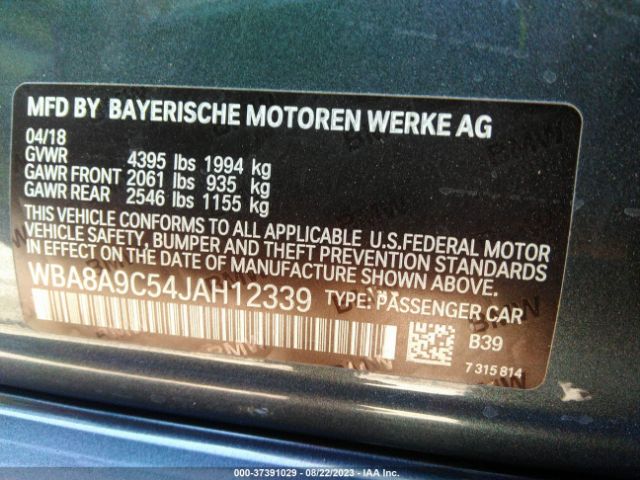 MFD BY BAYERISCHE MOTOREN WERKE AG
04/18
GVWR 4395 lbs 1994 kg
GAWR FRONT 2061 lbs 935 kg
GAWR REAR 2546 lbs 1155 kg
THIS VEHICLE CONFORMS TO ALL APPLICABLE U.S.FEDERAL MOTOR
VEHICLE SAFETY, BUMPER AND THEFT PREVENTION STANDARDS
IN EFFECT ON THE DATE OF MANUFACTURE SHOWN ABOVE.
WBA8A9C54JAH12339 TYPE: PASSENGER CAR
B39
7 315 814
000-37391029 - 08/22/2023 - IAA Inc.